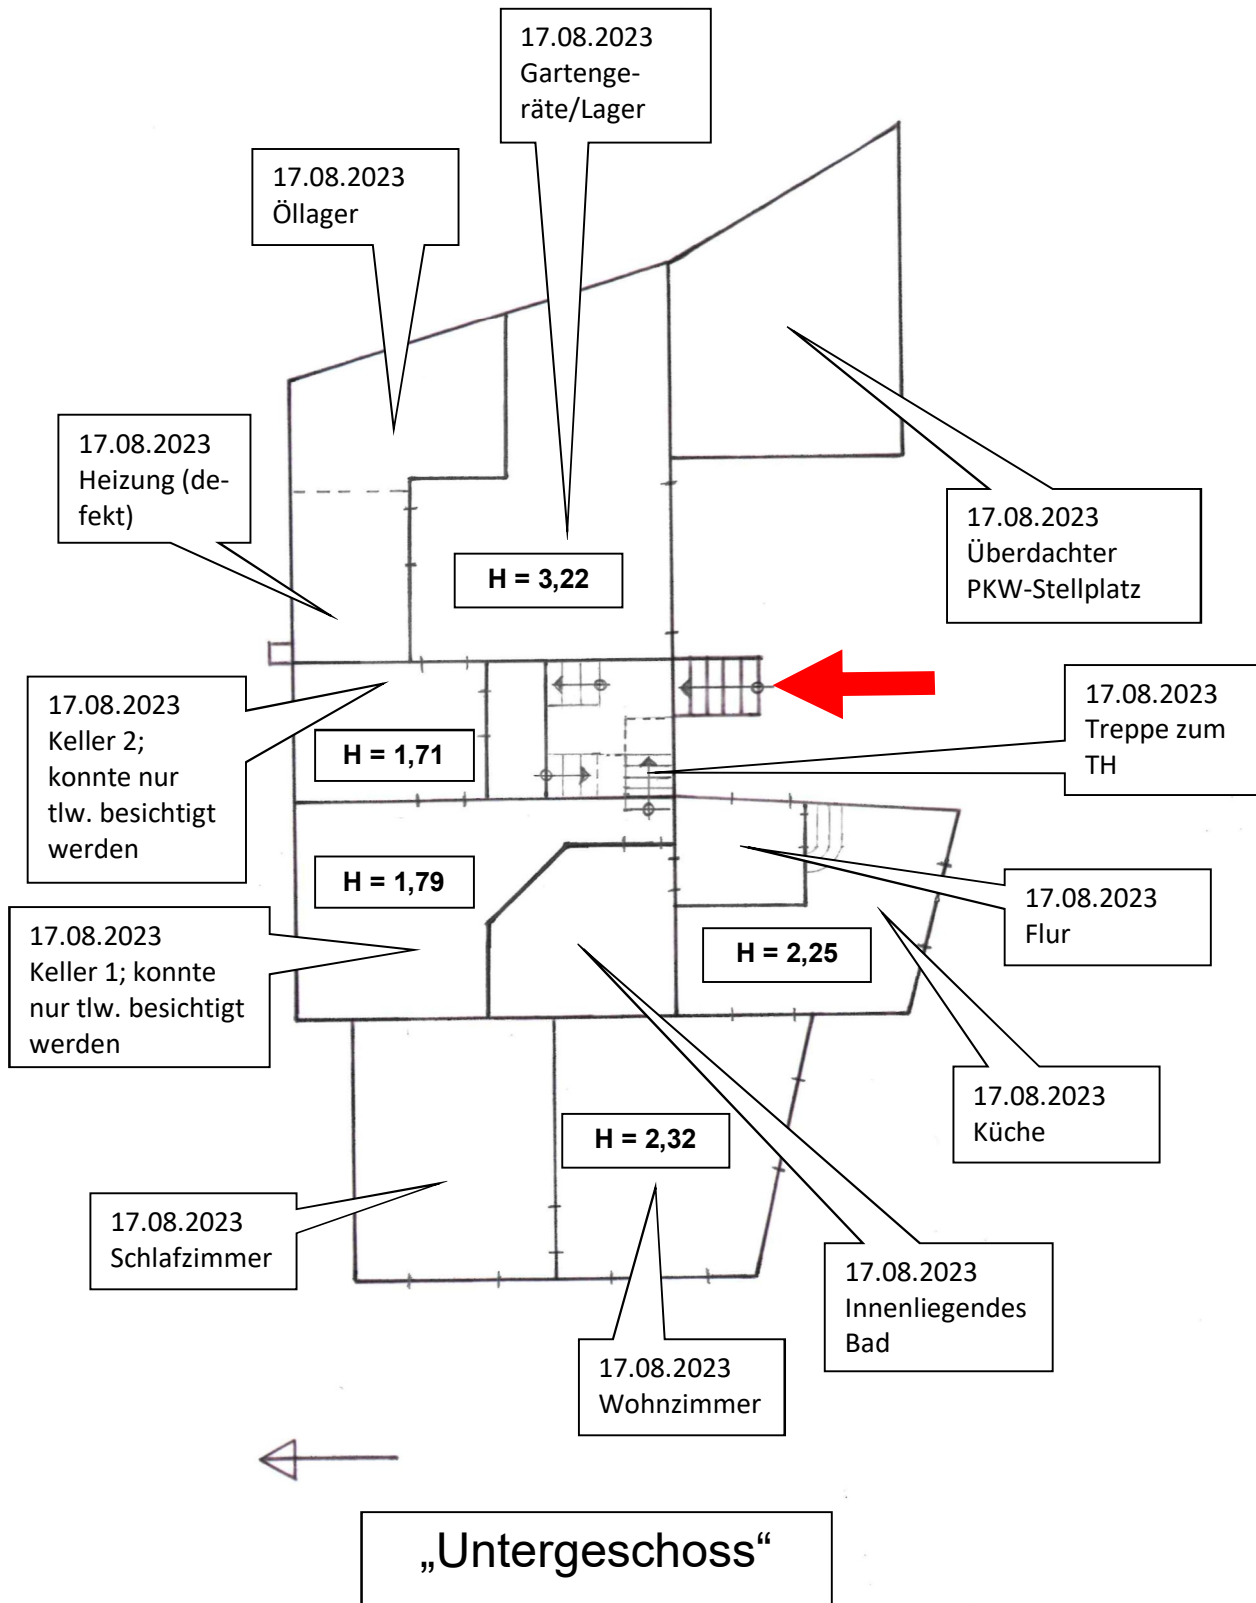 17.08.2023
Gartenge-
räte/Lager
17.08.2023
Öllager
17.08.2023
Heizung (de-
fekt)
17.08.2023
Überdachter
PKW-Stellplatz
H = 3,22
17.08.2023
Keller 2;
konnte nur
tlw. besichtigt
werden
17.08.2023
Treppe zum
TH
H = 1,71
H = 1,79
17.08.2023
Flur
17.08.2023
Keller 1; konnte
nur tlw. besichtigt
werden
H = 2,25
17.08.2023
Küche
H = 2,32
17.08.2023
Schlafzimmer
17.08.2023
Innenliegendes
Bad
17.08.2023
Wohnzimmer
„Untergeschoss“